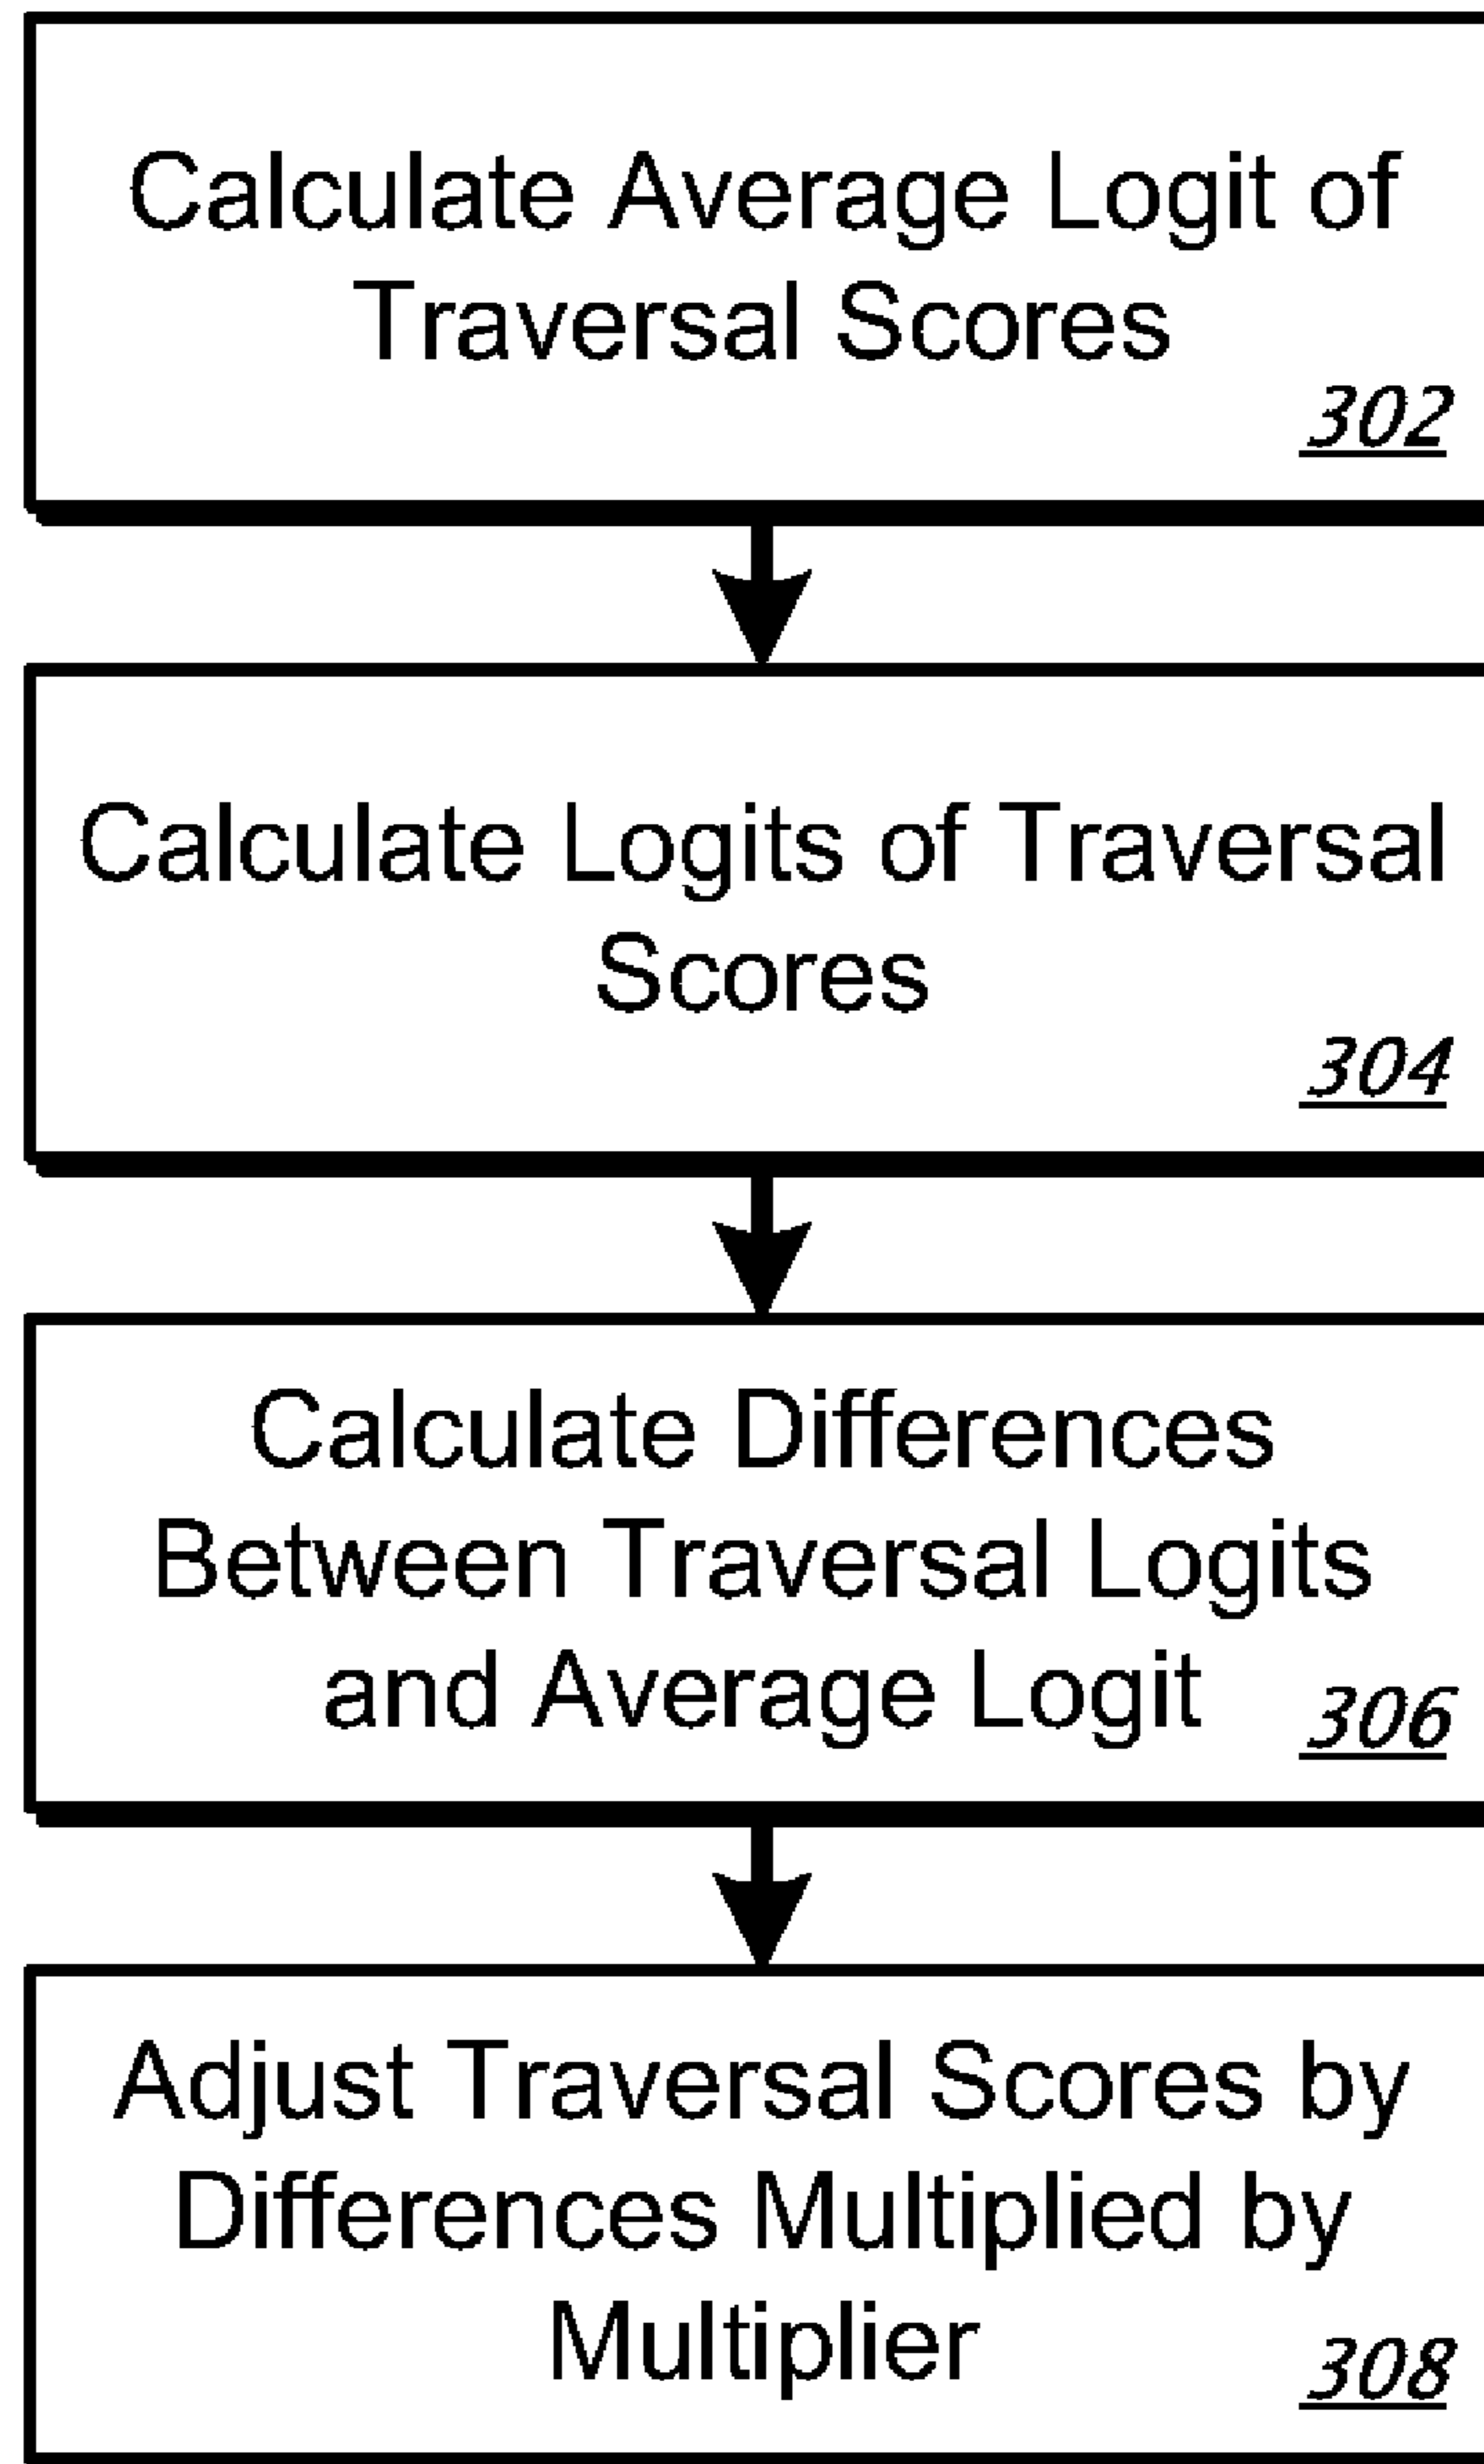 Calculate Average Logit of
Traversal Scores
302
Calculate Logits of Traversal
Scores
304
Calculate Differences
Between Traversal Logits
and Average Logit
306
Adjust Traversal Scores by
Differences Multiplied by
Multiplier
308